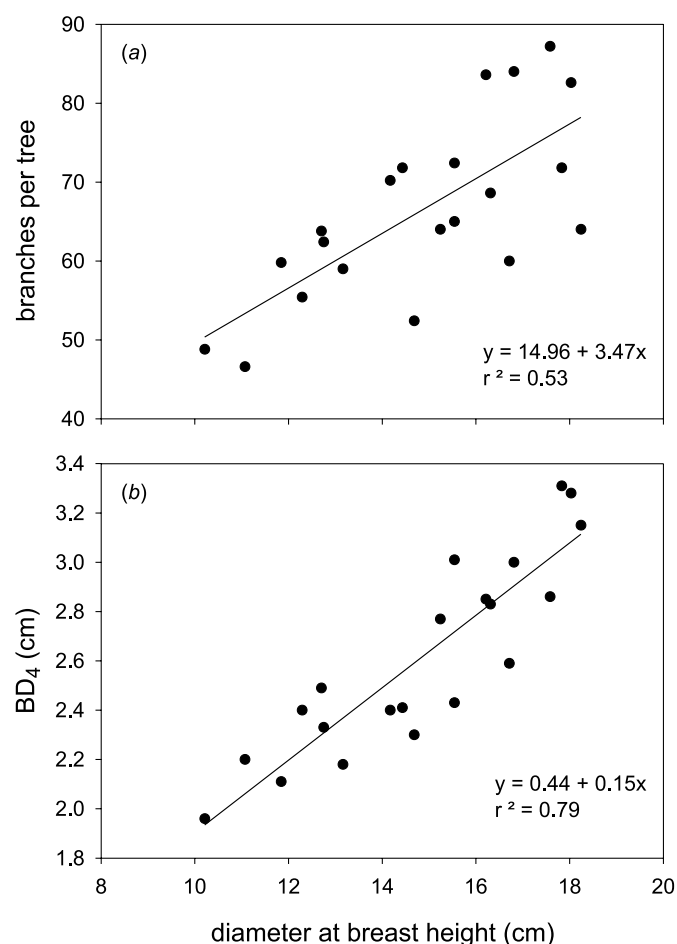 (a)
branches per tree
90
80
70
60
50
40
y = 14.96 + 3.47x
r ² = 0.53
(b)
BD₄ (cm)
3.4
3.2
3.0
2.8
2.6
2.4
2.2
2.0
1.8
y = 0.44 + 0.15x
r ² = 0.79
8 10 12 14 16 18 20
diameter at breast height (cm)